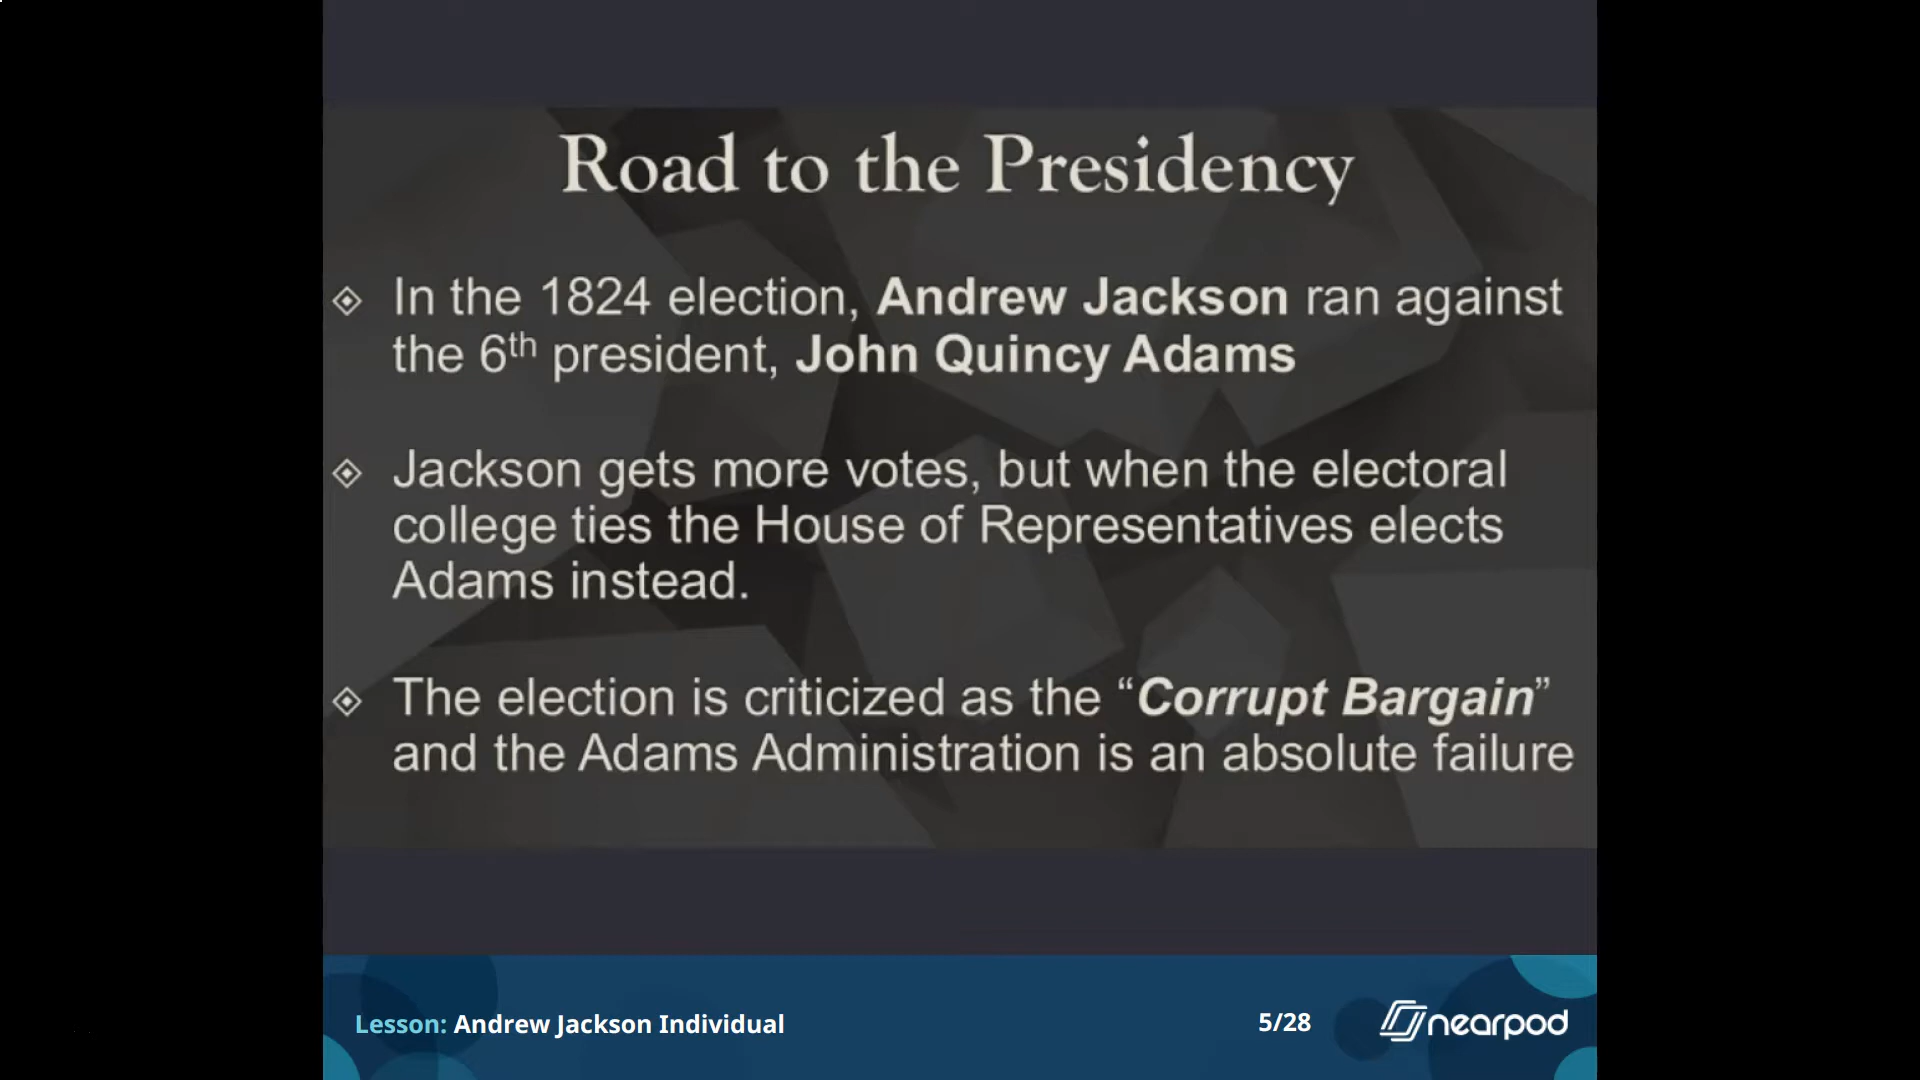 Road to the Presidency
In the 1824 election, Andrew Jackson ran against
the 6th president, John Quincy Adams
Jackson gets more votes, but when the electoral
college ties the House of Representatives elects
Adams instead.
The election is criticized as the “Corrupt Bargain”
and the Adams Administration is an absolute failure
Lesson: Andrew Jackson Individual
5/28
nearpod